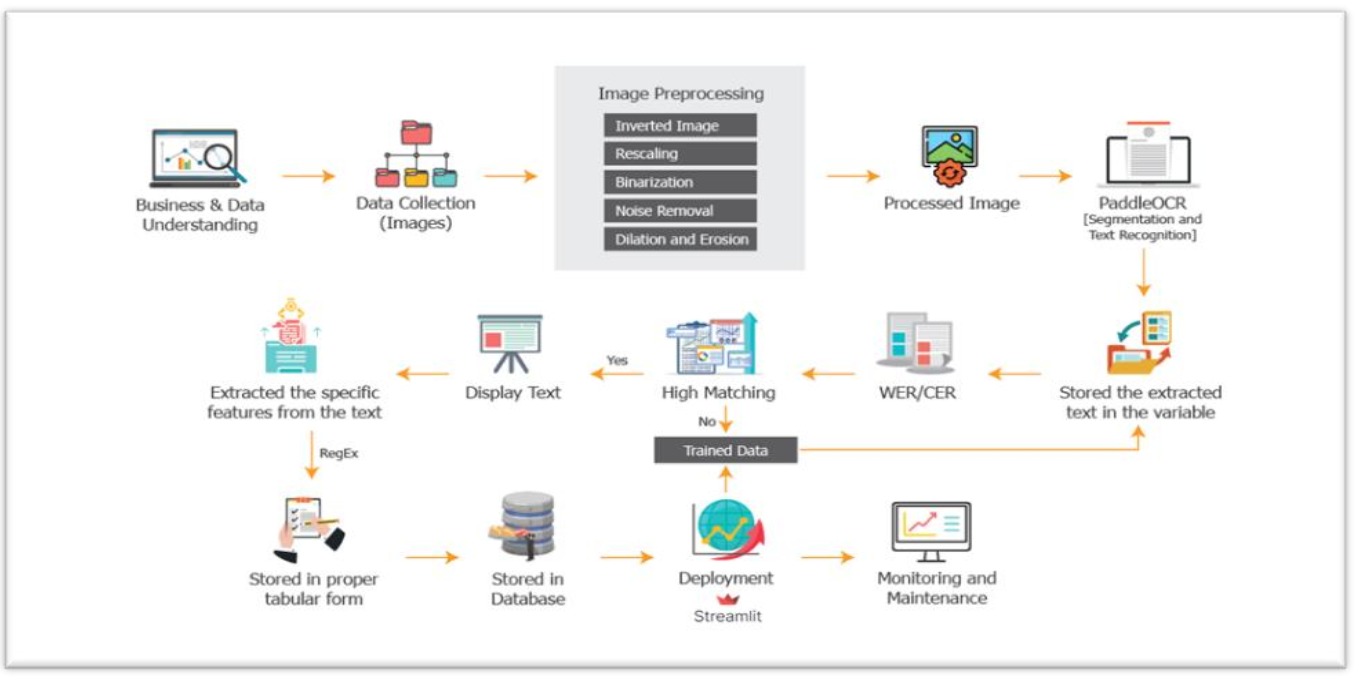 Image Preprocessing
Inverted Image
Rescaling
Binarization
Noise Removal
Dilation and Erosion
Business & Data
Understanding
Data Collection
(Images)
Processed Image
PaddleOCR
[Segmentation and
Text Recognition]
Stored the extracted
text in the variable
WER/CER
High Matching
Yes
No
Trained Data
Display Text
Extracted the specific
features from the text
RegEx
Stored in proper
tabular form
Stored in
Database
Deployment
Streamlit
Monitoring and
Maintenance